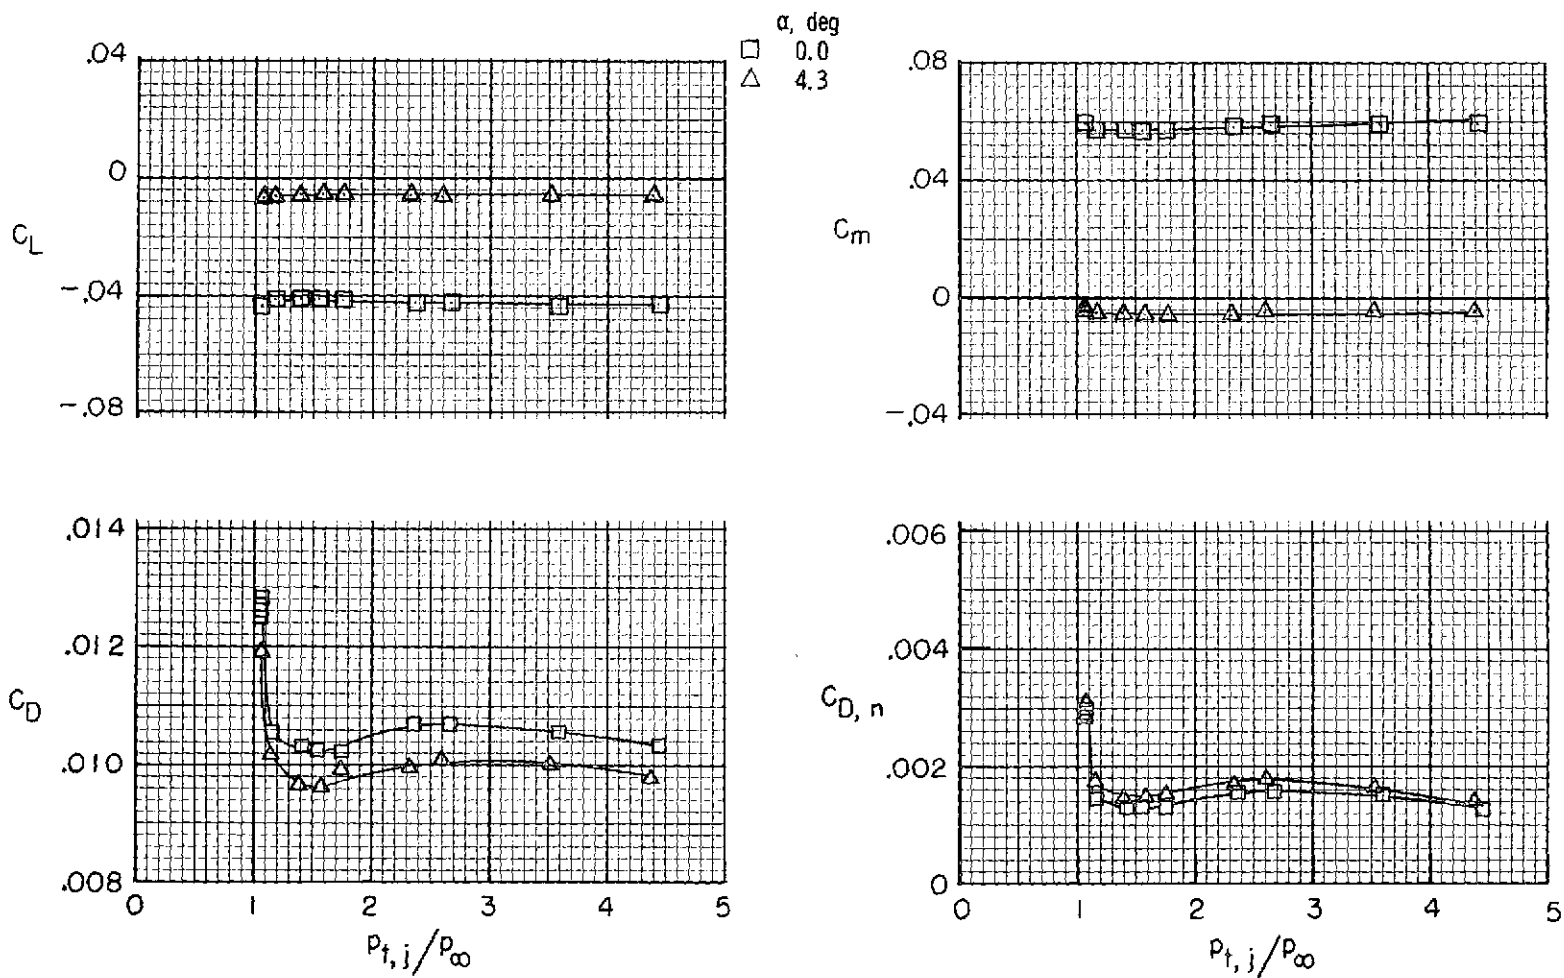 α, deg
□ 0.0
△ 4.3
.04
0
-.04
-.08
C_L
.08
.04
0
-.04
C_m
.014
.012
.010
.008
C_D
0 1 2 3 4 5
p_t,j/p_∞
.006
.004
.002
0
C_D,n
0 1 2 3 4 5
p_t,j/p_∞